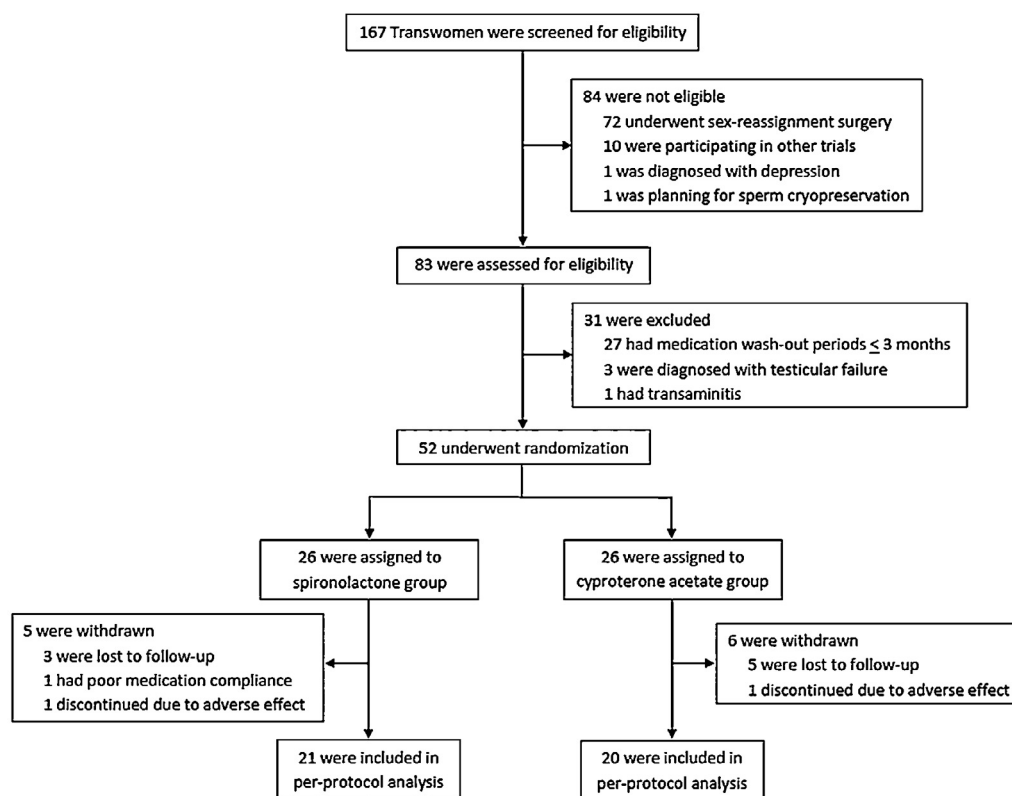 167 Transwomen were screened for eligibility
84 were not eligible
72 underwent sex-reassignment surgery
10 were participating in other trials
1 was diagnosed with depression
1 was planning for sperm cryopreservation
83 were assessed for eligibility
31 were excluded
27 had medication wash-out periods ≤ 3 months
3 were diagnosed with testicular failure
1 had transaminitis
52 underwent randomization
26 were assigned to
spironolactone group
26 were assigned to
cyproterone acetate group
5 were withdrawn
3 were lost to follow-up
1 had poor medication compliance
1 discontinued due to adverse effect
6 were withdrawn
5 were lost to follow-up
1 discontinued due to adverse effect
21 were included in
per-protocol analysis
20 were included in
per-protocol analysis